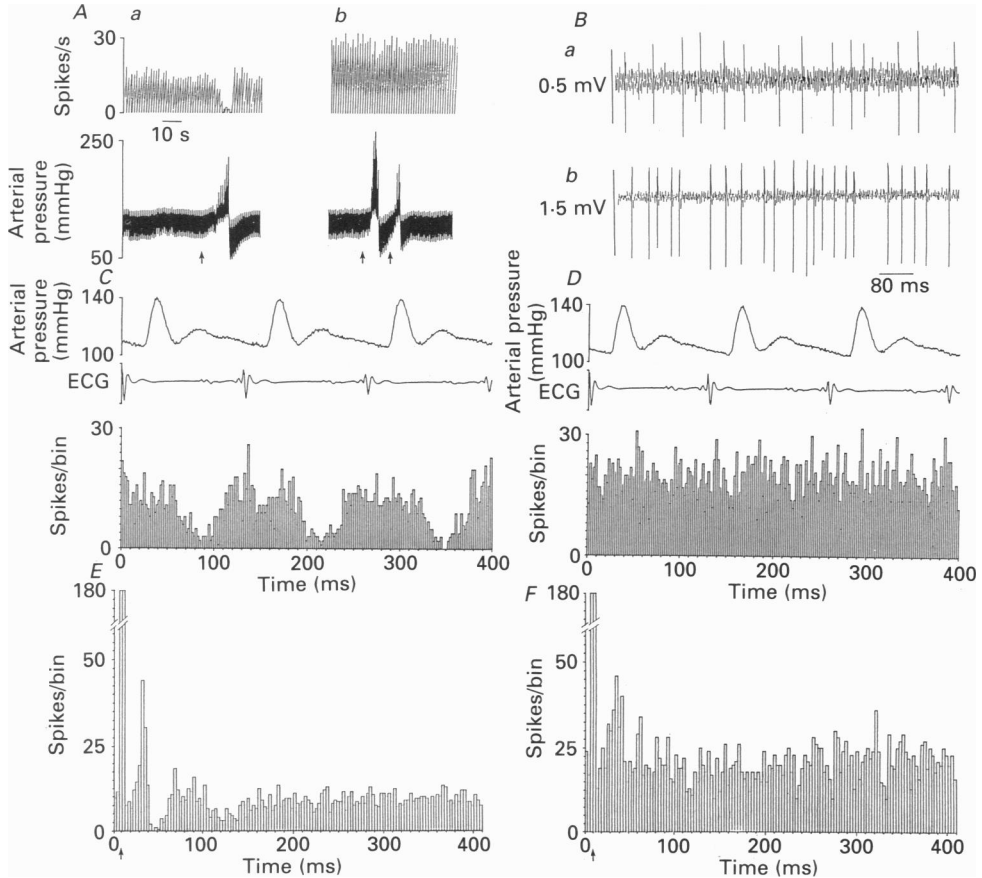 A
a
b
30
Spikes/s
0
10 s
250
Arterial
pressure
(mmHg)
50
B
a
0·5 mV
b
1·5 mV
80 ms
C
140
Arterial
pressure
(mmHg)
100
ECG
30
Spikes/bin
0
0 100 200 300 400
Time (ms)
D
140
Arterial pressure
(mmHg)
100
ECG
30
Spikes/bin
0
0 100 200 300 400
Time (ms)
E
180
50
Spikes/bin
25
0
0 100 200 300 400
Time (ms)
F
180
50
Spikes/bin
25
0
0 100 200 300 400
Time (ms)